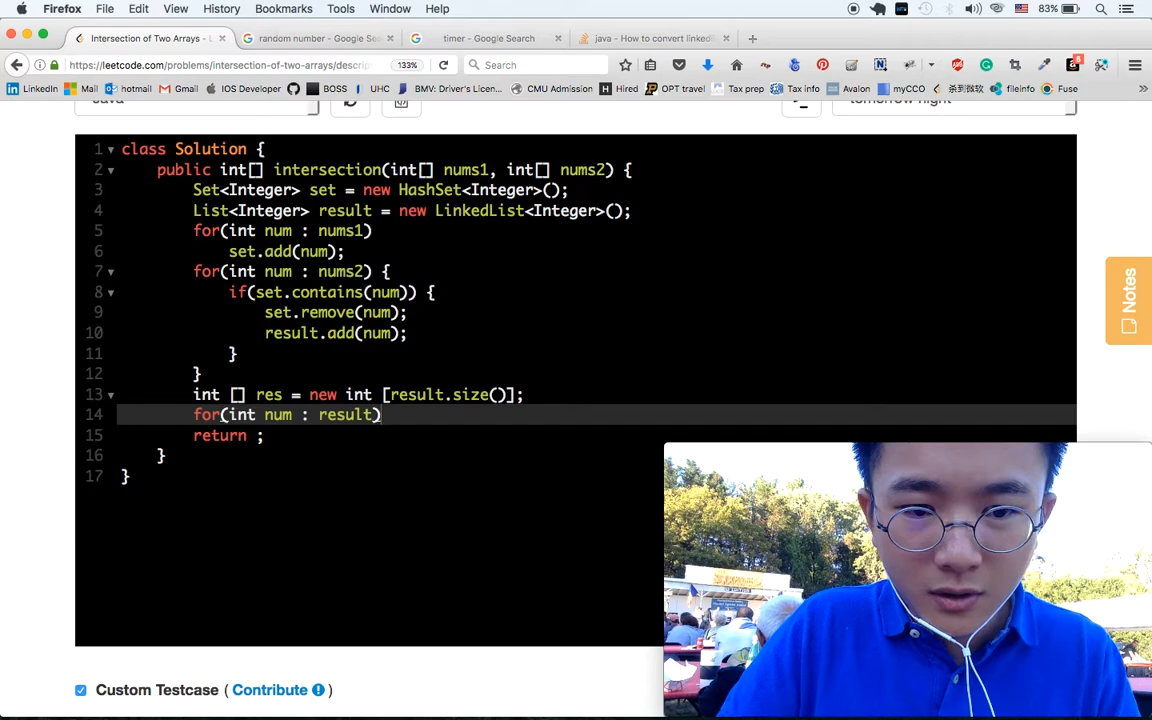 Firefox File Edit View History Bookmarks Tools Window Help 83%
Intersection of Two Arrays - L random number - Google Sea timer - Google Search java - How to convert linked
https://leetcode.com/problems/intersection-of-two-arrays/descrip 133% Search
LinkedIn Mail hotmail Gmail IOS Developer BOSS UHC BMV: Driver's Licen... CMU Admission Hired OPT travel Tax prep Tax info Avalon myCCO 杀到微软 fileinfo Fuse
1 class Solution {
2 public int[] intersection(int[] nums1, int[] nums2) {
3 Set<Integer> set = new HashSet<Integer>();
4 List<Integer> result = new LinkedList<Integer>();
5 for(int num : nums1)
6 set.add(num);
7 for(int num : nums2) {
8 if(set.contains(num)) {
9 set.remove(num);
10 result.add(num);
11 }
12 }
13 int [] res = new int [result.size()];
14 for(int num : result)
15 return ;
16 }
17 }
Notes
Custom Testcase ( Contribute )